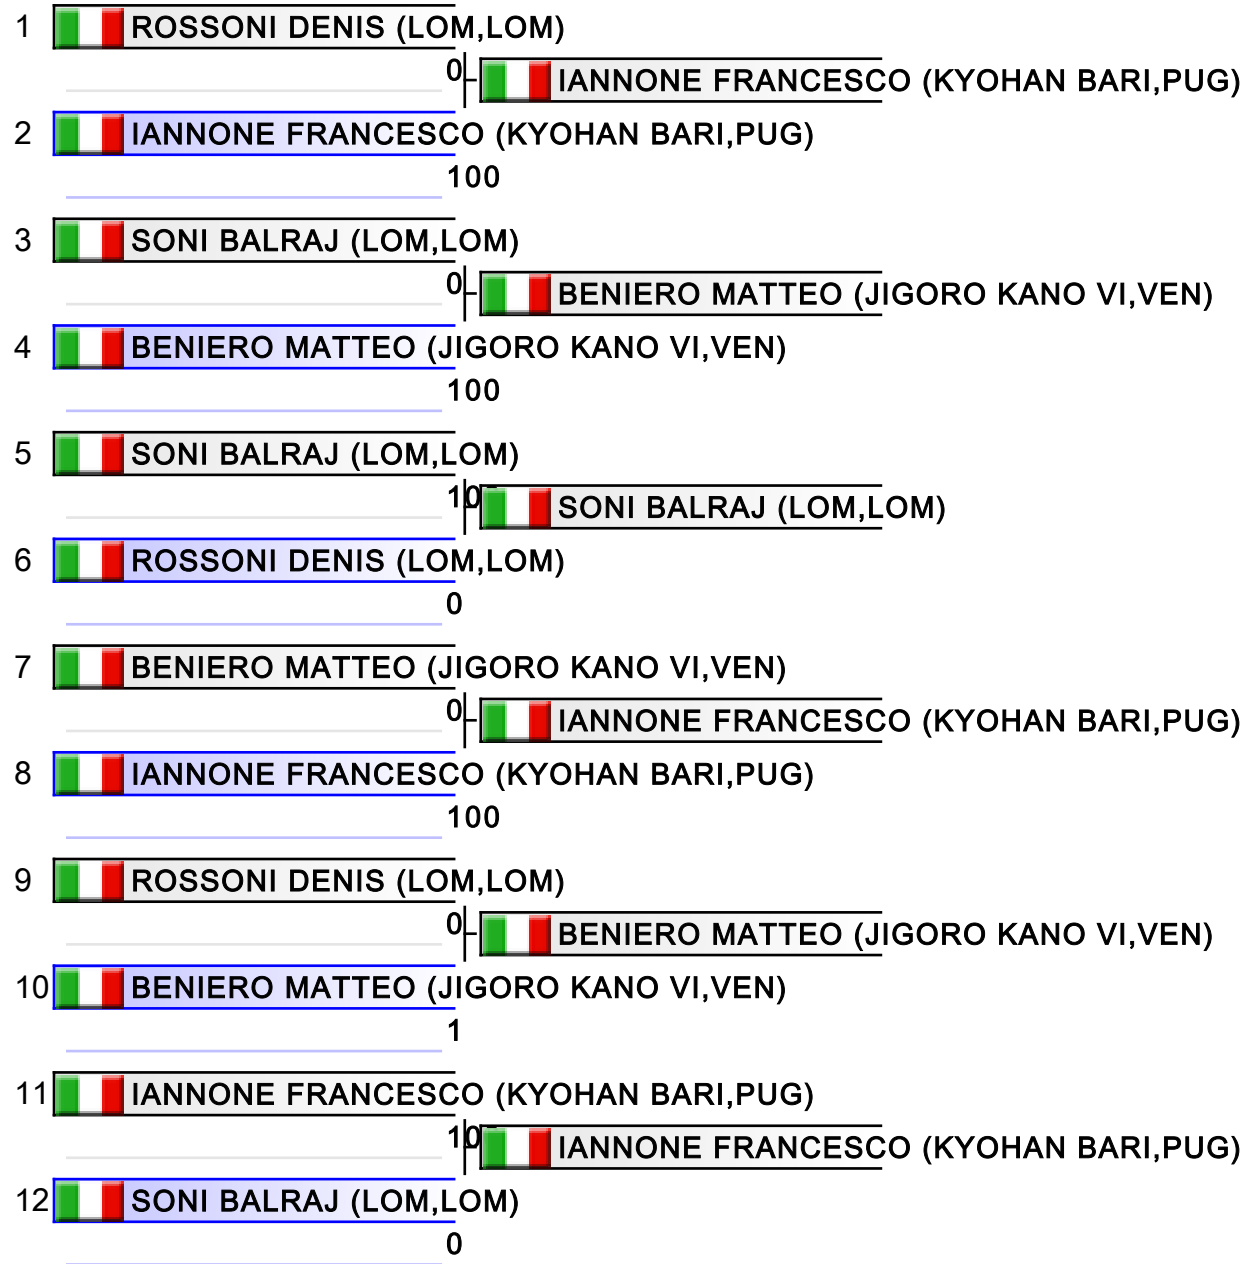 1 ROSSONI DENIS (LOM,LOM)
0 IANNONE FRANCESCO (KYOHAN BARI,PUG)
2 IANNONE FRANCESCO (KYOHAN BARI,PUG)
100
3 SONI BALRAJ (LOM,LOM)
0 BENIERO MATTEO (JIGORO KANO VI,VEN)
4 BENIERO MATTEO (JIGORO KANO VI,VEN)
100
5 SONI BALRAJ (LOM,LOM)
SONI BALRAJ (LOM,LOM)
6 ROSSONI DENIS (LOM,LOM)
0
7 BENIERO MATTEO (JIGORO KANO VI,VEN)
0 IANNONE FRANCESCO (KYOHAN BARI,PUG)
8 IANNONE FRANCESCO (KYOHAN BARI,PUG)
100
9 ROSSONI DENIS (LOM,LOM)
0 BENIERO MATTEO (JIGORO KANO VI,VEN)
10 BENIERO MATTEO (JIGORO KANO VI,VEN)
1
11 IANNONE FRANCESCO (KYOHAN BARI,PUG)
IANNONE FRANCESCO (KYOHAN BARI,PUG)
12 SONI BALRAJ (LOM,LOM)
0